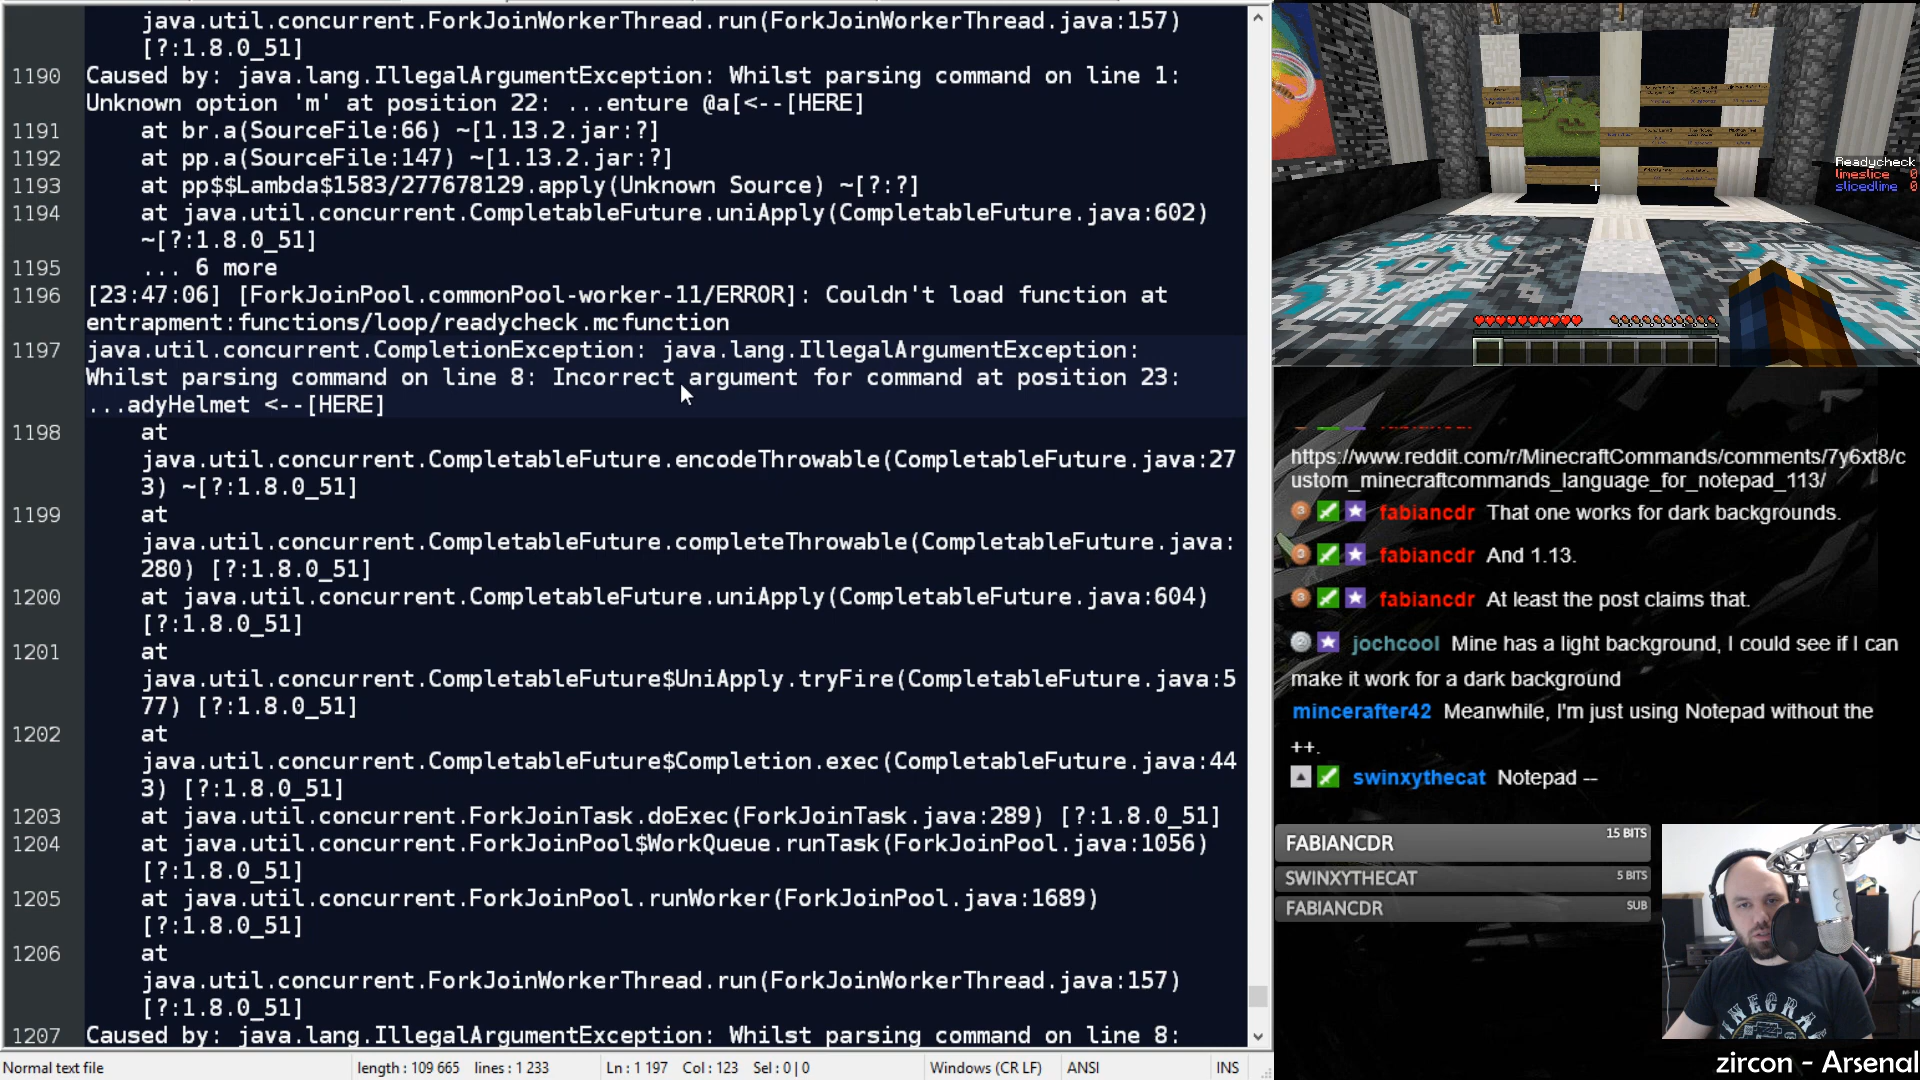 java.util.concurrent.ForkJoinWorkerThread.run(ForkJoinWorkerThread.java:157)
[?:1.8.0_51]
1190 Caused by: java.lang.IllegalArgumentException: Whilst parsing command on line 1:
Unknown option 'm' at position 22: ...enture @a[<--[HERE]
1191 at br.a(SourceFile:66) ~[1.13.2.jar:?]
1192 at pp.a(SourceFile:147) ~[1.13.2.jar:?]
1193 at pp$$Lambda$1583/277678129.apply(Unknown Source) ~[?:?]
1194 at java.util.concurrent.CompletableFuture.uniApply(CompletableFuture.java:602)
~[?:1.8.0_51]
1195 ... 6 more
1196 [23:47:06] [ForkJoinPool.commonPool-worker-11/ERROR]: Couldn't load function at
entrapment:functions/loop/readycheck.mcfunction
1197 java.util.concurrent.CompletionException: java.lang.IllegalArgumentException:
Whilst parsing command on line 8: Incorrect argument for command at position 23:
...adyHelmet <--[HERE]
1198 at
java.util.concurrent.CompletableFuture.encodeThrowable(CompletableFuture.java:27
3) ~[?:1.8.0_51]
1199 at
java.util.concurrent.CompletableFuture.completeThrowable(CompletableFuture.java:
280) [?:1.8.0_51]
1200 at java.util.concurrent.CompletableFuture.uniApply(CompletableFuture.java:604)
[?:1.8.0_51]
1201 at
java.util.concurrent.CompletableFuture$UniApply.tryFire(CompletableFuture.java:5
77) [?:1.8.0_51]
1202 at
java.util.concurrent.CompletableFuture$Completion.exec(CompletableFuture.java:44
3) [?:1.8.0_51]
1203 at java.util.concurrent.ForkJoinTask.doExec(ForkJoinTask.java:289) [?:1.8.0_51]
1204 at java.util.concurrent.ForkJoinPool$WorkQueue.runTask(ForkJoinPool.java:1056)
[?:1.8.0_51]
1205 at java.util.concurrent.ForkJoinPool.runWorker(ForkJoinPool.java:1689)
[?:1.8.0_51]
1206 at
java.util.concurrent.ForkJoinWorkerThread.run(ForkJoinWorkerThread.java:157)
[?:1.8.0_51]
1207 Caused by: java.lang.IllegalArgumentException: Whilst parsing command on line 8:
Normal text file length : 109 665 lines : 1 233 Ln : 1 197 Col : 123 Sel : 0 | 0 Windows (CR LF) ANSI INS
Readycheck
limeslice 0
slicedlime 0
https://www.reddit.com/r/MinecraftCommands/comments/7y6xt8/c
ustom_minecraftcommands_language_for_notepad_113/
fabiancdr That one works for dark backgrounds.
fabiancdr And 1.13.
fabiancdr At least the post claims that.
jochcool Mine has a light background, I could see if I can
make it work for a dark background
mincerafter42 Meanwhile, I'm just using Notepad without the
++.
swinxythecat Notepad --
FABIANCDR 15 BITS
SWINXYTHECAT 5 BITS
FABIANCDR SUB
zircon - Arsenal